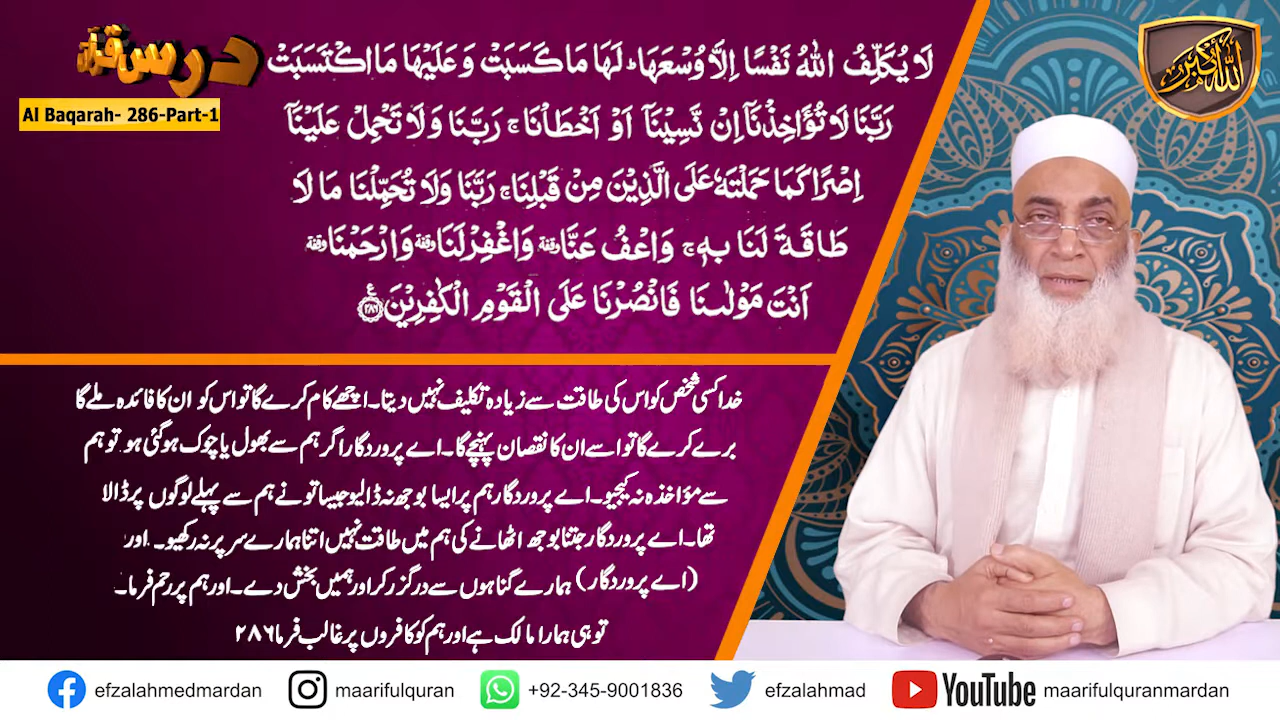 درس قرآن
Al Baqarah- 286-Part-1
اللہ اکبر
لَا يُكَلِّفُ اللّٰهُ نَفْسًا اِلَّا وُسْعَهَا ؕ لَهَا مَا كَسَبَتْ وَ عَلَيْهَا مَا اكْتَسَبَتْ
رَبَّنَا لَا تُؤَاخِذْنَاۤ اِنْ نَّسِيْنَاۤ اَوْ اَخْطَاْنَا ۚ رَبَّنَا وَ لَا تَحْمِلْ عَلَيْنَاۤ
اِصْرًا كَمَا حَمَلْتَهٗ عَلَى الَّذِيْنَ مِنْ قَبْلِنَا ۚ رَبَّنَا وَلَا تُحَمِّلْنَا مَا لَا
طَاقَةَ لَنَا بِهٖ ۚ وَاعْفُ عَنَّا وقفة وَاغْفِرْ لَنَا وقفة وَارْحَمْنَا وقفة
اَنْتَ مَوْلٰىنَا فَانْصُرْنَا عَلَى الْقَوْمِ الْكٰفِرِيْنَ ع ﴿۲۸۶﴾
خدا کسی شخص کو اس کی طاقت سے زیادہ تکلیف نہیں دیتا۔ اچھے کام کرے گا تو اس کو ان کا فائدہ ملے گا
برے کرے گا تو اسے ان کا نقصان پہنچے گا۔ اے پروردگار اگر ہم سے بھول یا چوک ہوگئی ہو تو ہم
سے مؤاخذہ نہ کیجیو۔ اے پروردگار ہم پر ایسا بوجھ نہ ڈالیو جیسا تو نے ہم سے پہلے لوگوں پر ڈالا
تھا۔ اے پروردگار جتنا بوجھ اٹھانے کی ہم میں طاقت نہیں اتنا ہمارے سر پر نہ رکھیو۔ اور
(اے پروردگار) ہمارے گناہوں سے درگزر کر اور ہمیں بخش دے۔ اور ہم پر رحم فرما۔
تو ہی ہمارا مالک ہے اور ہم کو کافروں پر غالب فرما ۲۸۶
efzalahmedmardan
maarifulquran
+92-345-9001836
efzalahmad
YouTube maarifulquranmardan